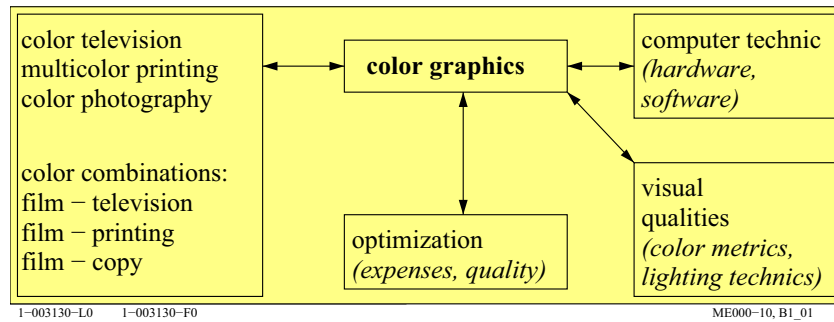 color television
multicolor printing
color photography
color combinations:
film − television
film − printing
film − copy
color graphics
optimization
(expenses, quality)
computer technic
(hardware,
software)
visual
qualities
(color metrics,
lighting technics)
1−003130−L0 1−003130−F0
ME000−10, B1_01